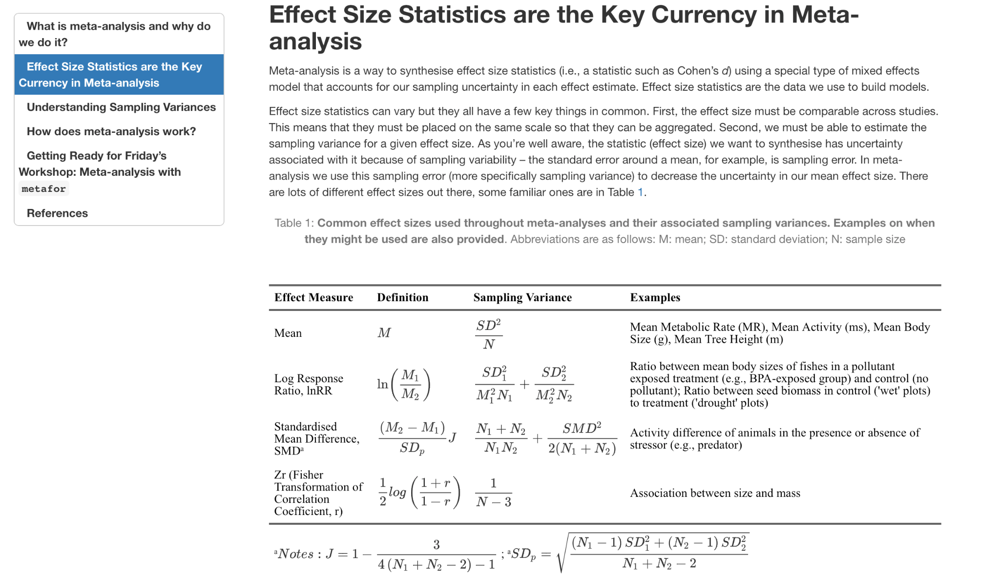 What is meta-analysis and why do
we do it?
Effect Size Statistics are the Key
Currency in Meta-analysis
Understanding Sampling Variances
How does meta-analysis work?
Getting Ready for Friday's
Workshop: Meta-analysis with
metafor
References
Effect Size Statistics are the Key Currency in Meta-
analysis
Meta-analysis is a way to synthesise effect size statistics (i.e., a statistic such as Cohen's d) using a special type of mixed effects
model that accounts for our sampling uncertainty in each effect estimate. Effect size statistics are the data we use to build models.
Effect size statistics can vary but they all have a few key things in common. First, the effect size must be comparable across studies.
This means that they must be placed on the same scale so that they can be aggregated. Second, we must be able to estimate the
sampling variance for a given effect size. As you're well aware, the statistic (effect size) we want to synthesise has uncertainty
associated with it because of sampling variability – the standard error around a mean, for example, is sampling error. In meta-
analysis we use this sampling error (more specifically sampling variance) to decrease the uncertainty in our mean effect size. There
are lots of different effect sizes out there, some familiar ones are in Table 1.
Table 1: Common effect sizes used throughout meta-analyses and their associated sampling variances. Examples on when
they might be used are also provided. Abbreviations are as follows: M: mean; SD: standard deviation; N: sample size
Effect Measure Definition Sampling Variance Examples
Mean
M
\frac{SD^2}{N}
Mean Metabolic Rate (MR), Mean Activity (ms), Mean Body
Size (g), Mean Tree Height (m)
Log Response
Ratio, lnRR
\ln\left(\frac{M_1}{M_2}\right)
\frac{SD_1^2}{M_1^2 N_1} + \frac{SD_2^2}{M_2^2 N_2}
Ratio between mean body sizes of fishes in a pollutant
exposed treatment (e.g., BPA-exposed group) and control (no
pollutant); Ratio between seed biomass in control ('wet' plots)
to treatment ('drought' plots)
Standardised
Mean Difference,
SMD^a
\frac{(M_2 - M_1)}{SD_p} J
\frac{N_1 + N_2}{N_1 N_2} + \frac{SMD^2}{2(N_1 + N_2)}
Activity difference of animals in the presence or absence of
stressor (e.g., predator)
Zr (Fisher
Transformation of
Correlation
Coefficient, r)
\frac{1}{2} log\left(\frac{1+r}{1-r}\right)
\frac{1}{N-3}
Association between size and mass
^aNotes : J = 1 - \frac{3}{4(N_1 + N_2 - 2) - 1} ; ^aSD_p = \sqrt{\frac{(N_1 - 1) SD_1^2 + (N_2 - 1) SD_2^2}{N_1 + N_2 - 2}}